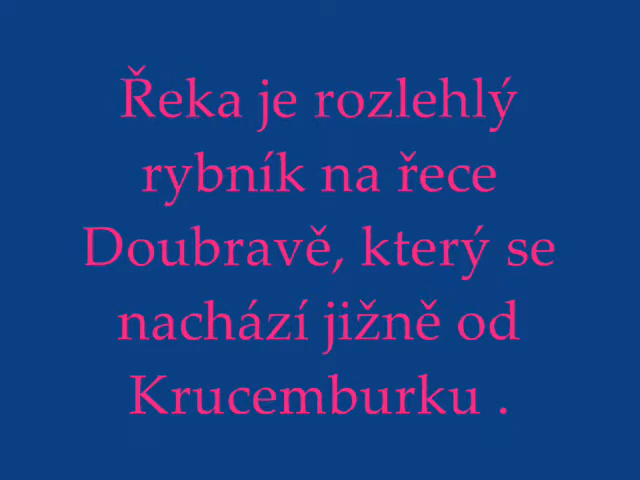 Řeka je rozlehlý
rybník na řece
Doubravě, který se
nachází jižně od
Krucemburku .